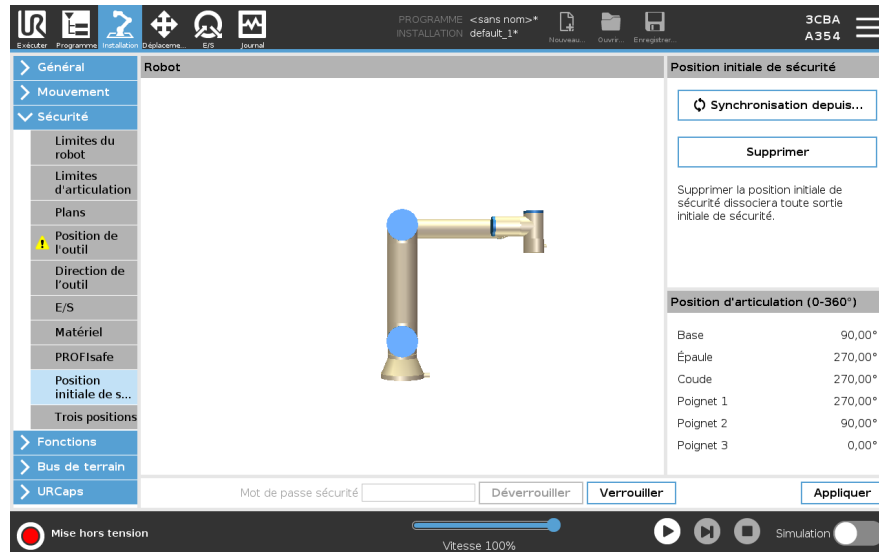 PROGRAMME <sans nom>*
INSTALLATION default_1*
3CBA
A354
Exécuter
Programme
Installation
Déplaceme...
E/S
Journal
Nouveau...
Ouvrir...
Enregistrer...
Général
Mouvement
Sécurité
Limites du
robot
Limites
d'articulation
Plans
Position de
l'outil
Direction de
l'outil
E/S
Matériel
PROFIsafe
Position
initiale de s...
Trois positions
Fonctions
Bus de terrain
URCaps
Robot
Position initiale de sécurité
Synchronisation depuis...
Supprimer
Supprimer la position initiale de
sécurité dissociera toute sortie
initiale de sécurité.
Position d'articulation (0-360°)
Base 90,00°
Épaule 270,00°
Coude 270,00°
Poignet 1 270,00°
Poignet 2 90,00°
Poignet 3 0,00°
Mot de passe sécurité
Déverrouiller
Verrouiller
Appliquer
Mise hors tension
Vitesse 100%
Simulation